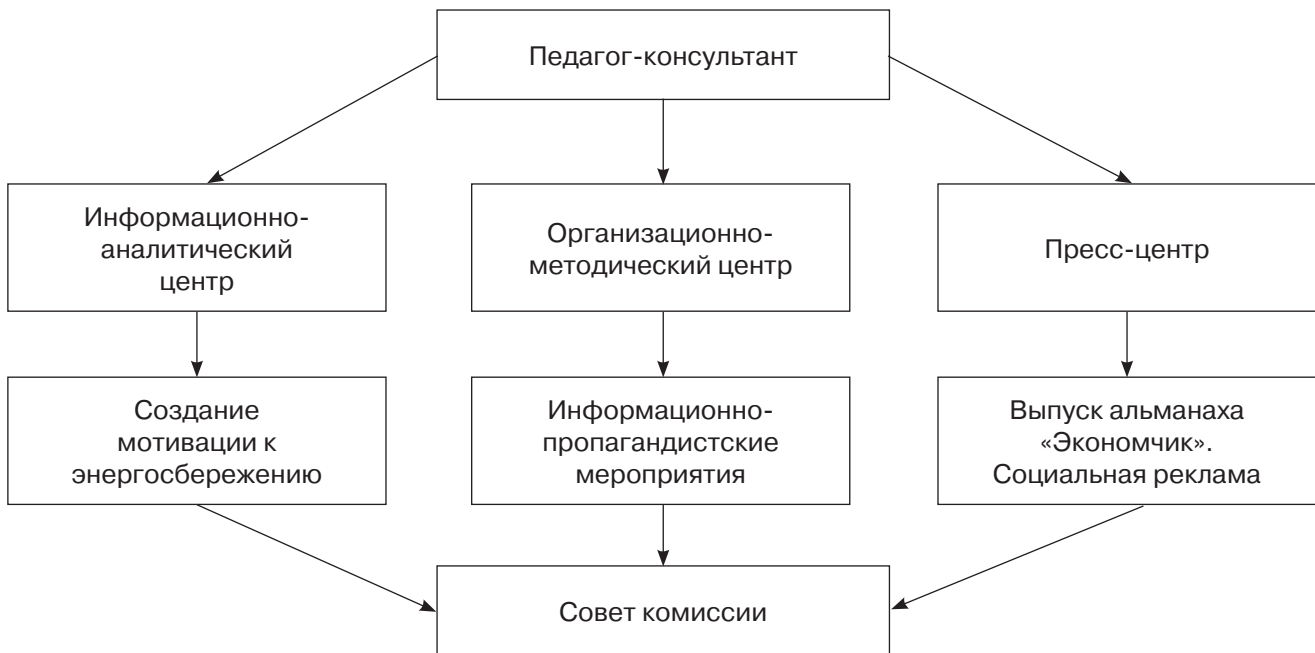 Педагог-консультант
Информационно-
аналитический
центр
Организационно-
методический центр
Пресс-центр
Создание
мотивации к
энергосбережению
Информационно-
пропагандистские
мероприятия
Выпуск альманаха
«Экономчик».
Социальная реклама
Совет комиссии